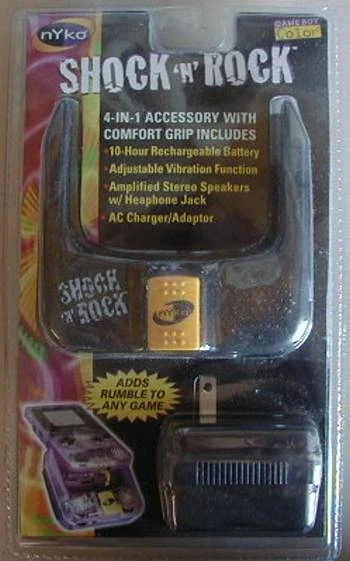 nYko
GAME BOY
Color
SHOCK 'N' ROCK
4-IN-1 ACCESSORY WITH
COMFORT GRIP INCLUDES
•10-Hour Rechargeable Battery
•Adjustable Vibration Function
•Amplified Stereo Speakers
w/ Heaphone Jack
•AC Charger/Adaptor
SHOCK
'N' ROCK
nYko
ADDS
RUMBLE TO
ANY GAME